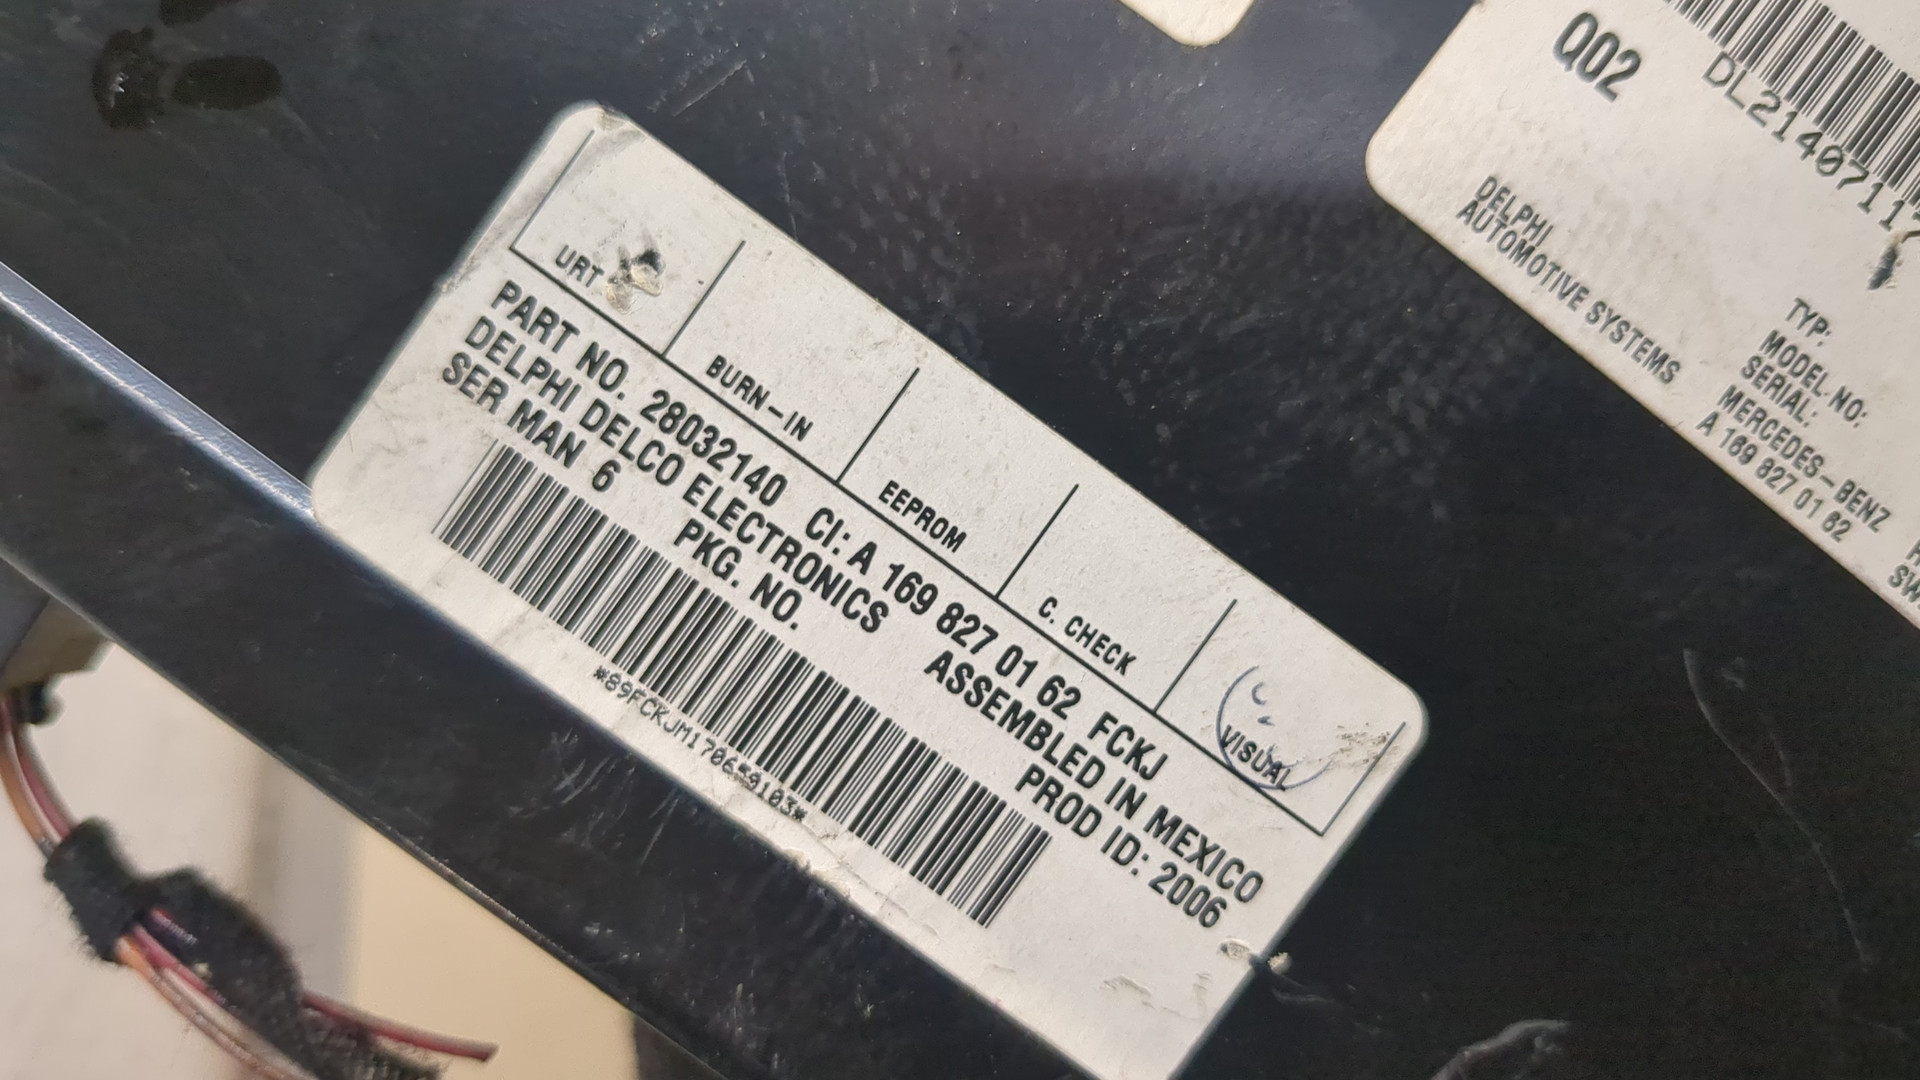 URT
BURN-IN
EEPROM
C. CHECK
VISUAL
PART NO. 28032140 CI: A 169 827 01 62 FCKJ
DELPHI DELCO ELECTRONICS ASSEMBLED IN MEXICO
SER MAN 6 PKG. NO. PROD ID: 2006
Q02
DL21407117
DELPHI
AUTOMOTIVE SYSTEMS
TYP:
MODEL-NO:
SERIAL:
MERCEDES-BENZ
A 169 827 01 62